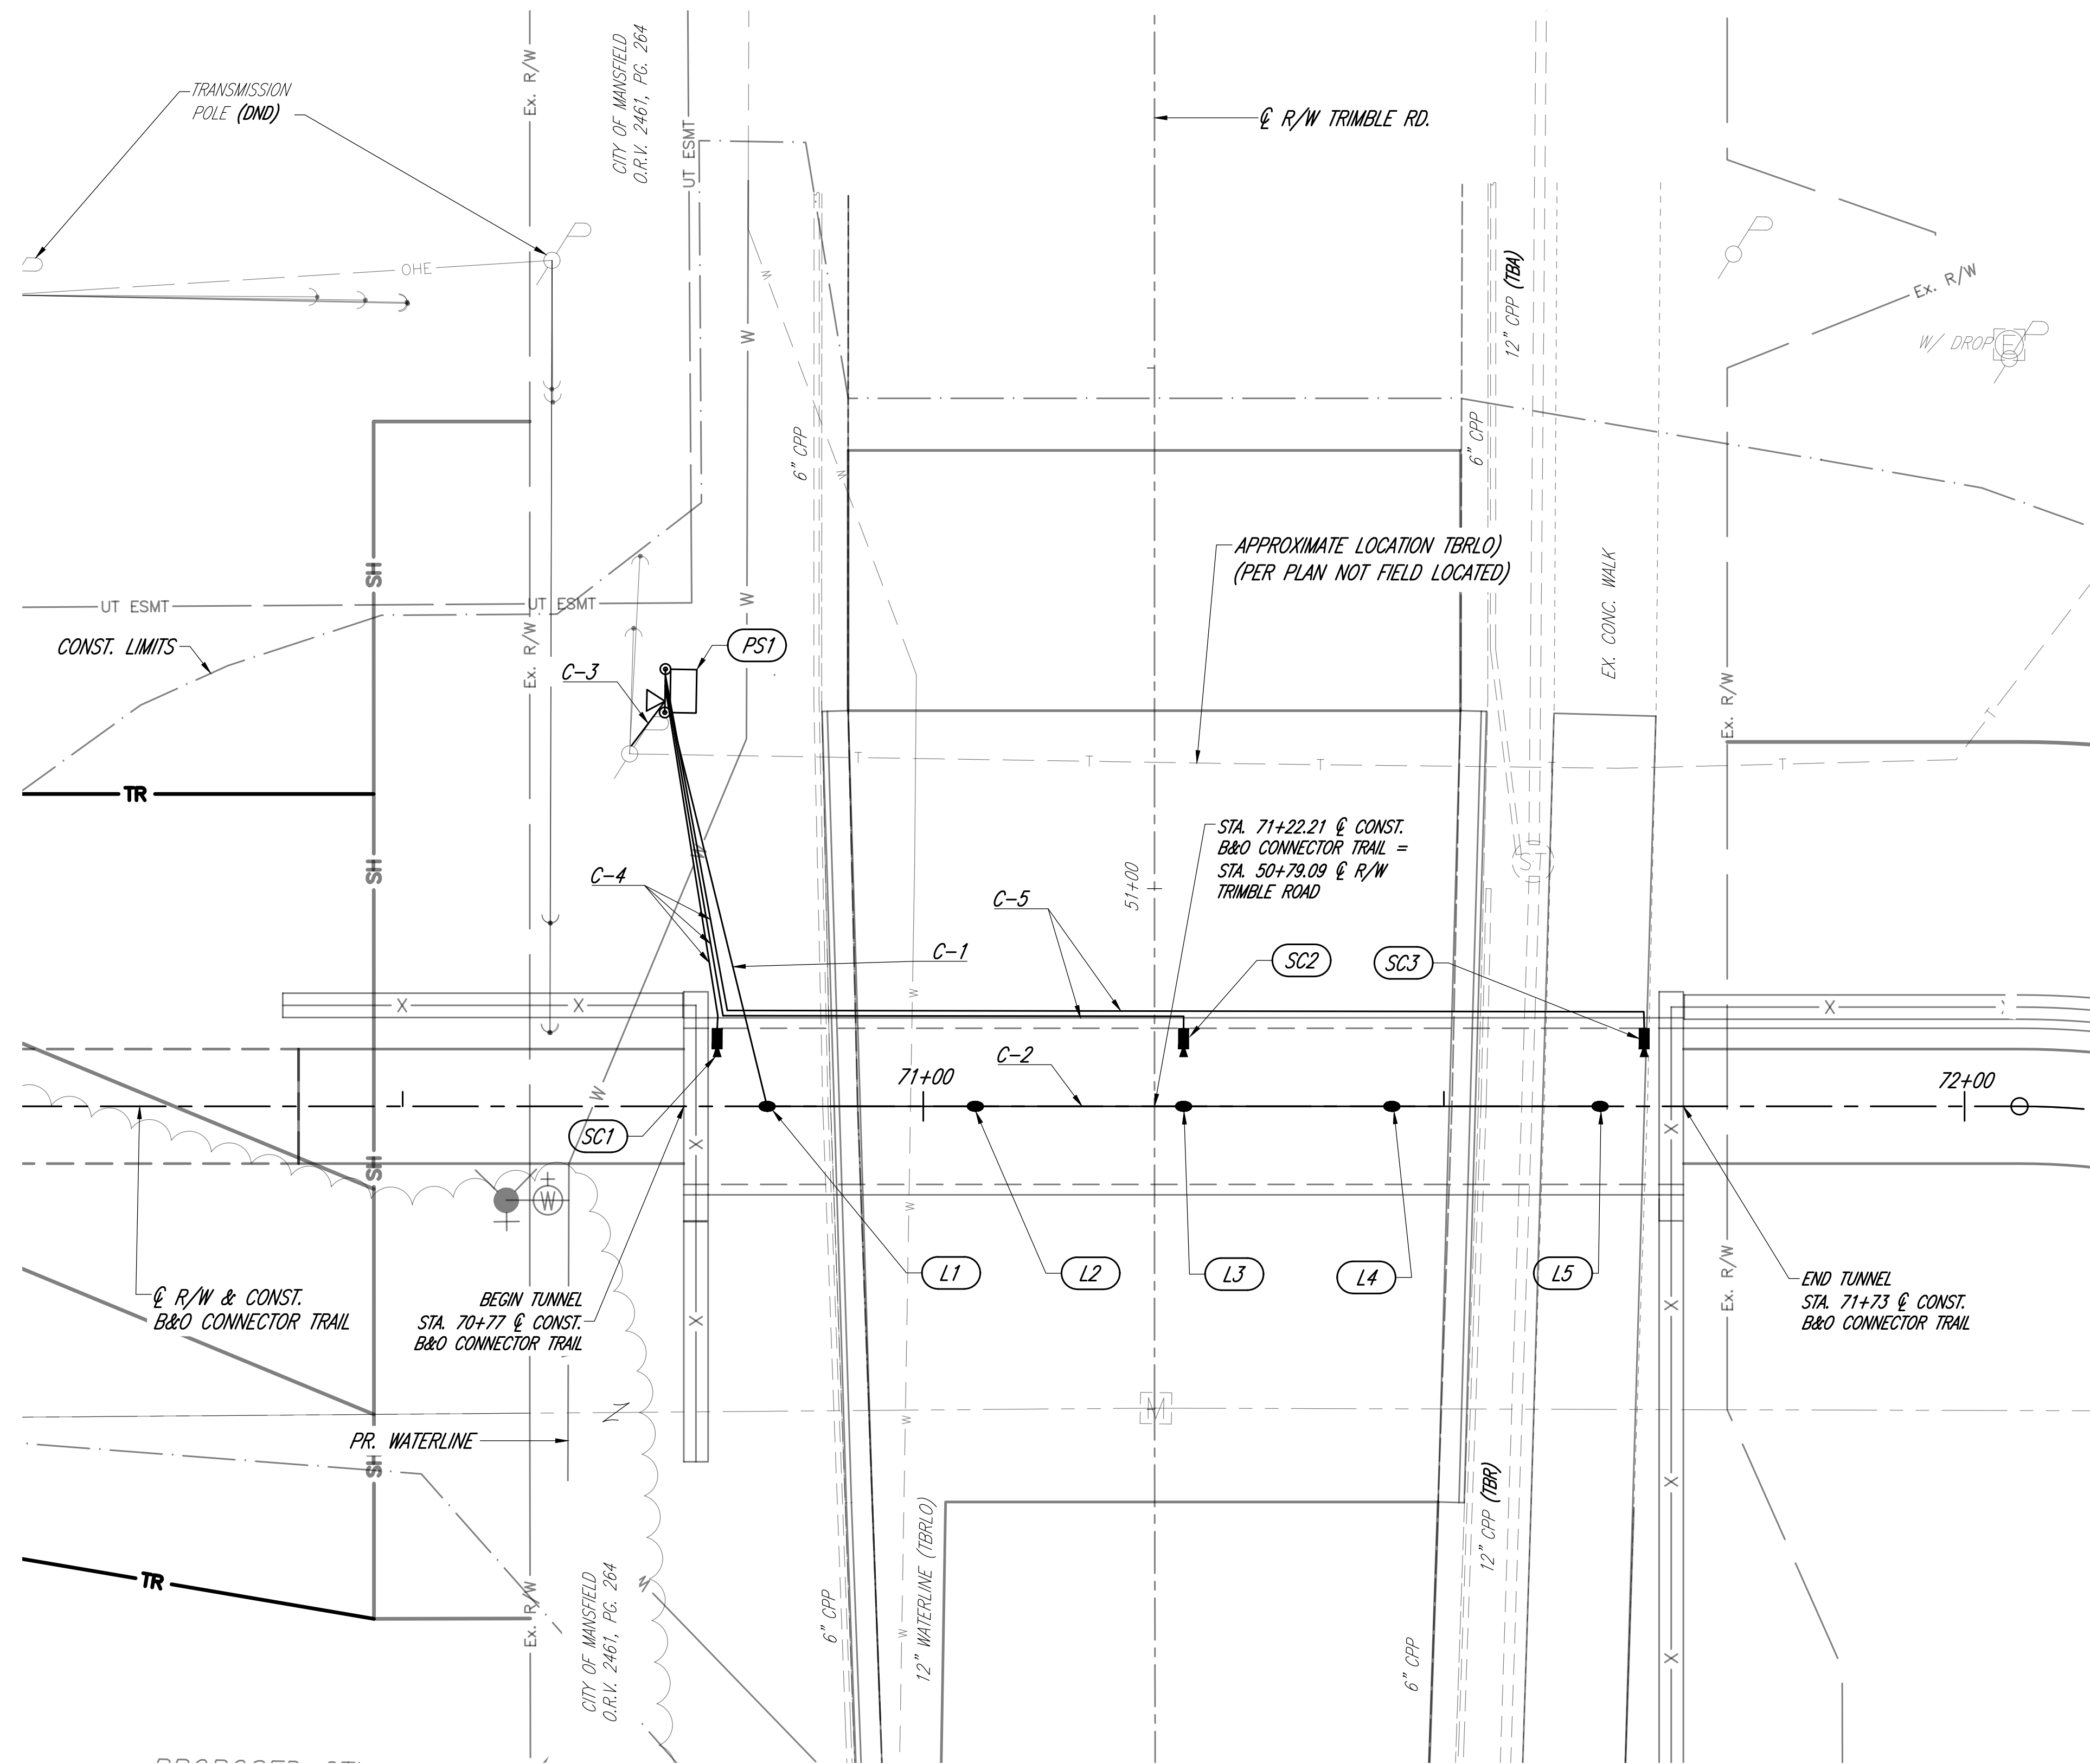 TRANSMISSION
POLE (DND)
Ex. R/W
CITY OF MANSFIELD
O.R.V. 2461, PG. 264
UT ESMT
℄ R/W TRIMBLE RD.
OHE
W
W
6" CPP
W
12" CPP (TBA)
6" CPP
Ex. R/W
W/ DROP
E
APPROXIMATE LOCATION TBRLO)
(PER PLAN NOT FIELD LOCATED)
EX. CONC. WALK
SH
UT ESMT
UT ESMT
W
CONST. LIMITS
Ex. R/W
PS1
C-3
Ex. R/W
T
T
T
T
T
TR
STA. 71+22.21 ℄ CONST.
B&O CONNECTOR TRAIL =
STA. 50+79.09 ℄ R/W
TRIMBLE ROAD
ST
SH
W
C-4
C-5
51+00
C-1
SC2
SC3
X
X
W
X
C-2
71+00
72+00
W
SC1
X
X
SH
W
W
L1
L2
L3
L4
L5
℄ R/W & CONST.
B&O CONNECTOR TRAIL
BEGIN TUNNEL
STA. 70+77 ℄ CONST.
B&O CONNECTOR TRAIL
X
Ex. R/W
X
END TUNNEL
STA. 71+73 ℄ CONST.
B&O CONNECTOR TRAIL
M
W
PR. WATERLINE
SH
X
12" CPP (TBR)
TR
Ex. R/W
CITY OF MANSFIELD
O.R.V. 2461, PG. 264
6" CPP
W
12" WATERLINE (TBRLO)
6" CPP
X